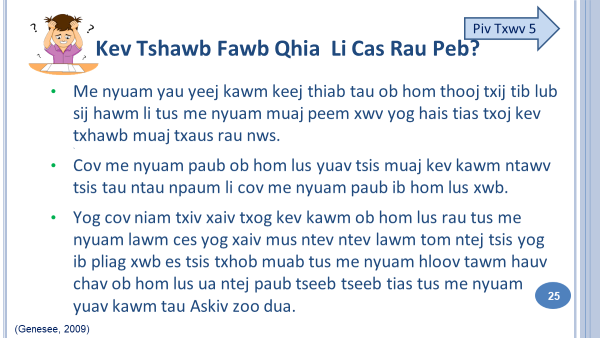 Piv Txwv 5
? ?
?
Kev Tshawb Fawb Qhia Li Cas Rau Peb?
• Me nyuam yau yeej kawm keej thiab tau ob hom thooj txij tib lub
sij hawm li tus me nyuam muaj peem xwv yog hais tias txoj kev
txhawb muaj txaus rau nws.
• Cov me nyuam paub ob hom lus yuav tsis muaj kev kawm ntawv
tsis tau ntau npaum li cov me nyuam paub ib hom lus xwb.
• Yog cov niam txiv xaiv txog kev kawm ob hom lus rau tus me
nyuam lawm ces yog xaiv mus ntev ntev lawm tom ntej tsis yog
ib pliag xwb es tsis txhob muab tus me nyuam hloov tawm hauv
chav ob hom lus ua ntej paub tseeb tseeb tias tus me nyuam
yuav kawm tau Askiv zoo dua.
25
(Genesee, 2009)